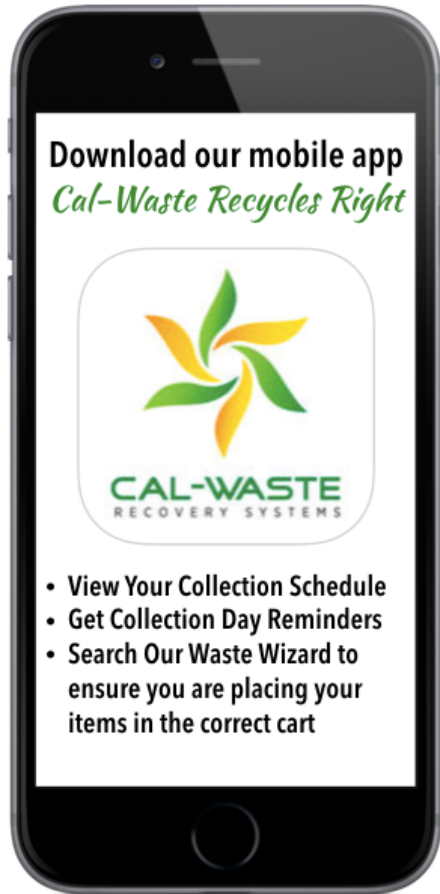 Download our mobile app
Cal-Waste Recycles Right
CAL-WASTE
RECOVERY SYSTEMS
• View Your Collection Schedule
• Get Collection Day Reminders
• Search Our Waste Wizard to
ensure you are placing your
items in the correct cart